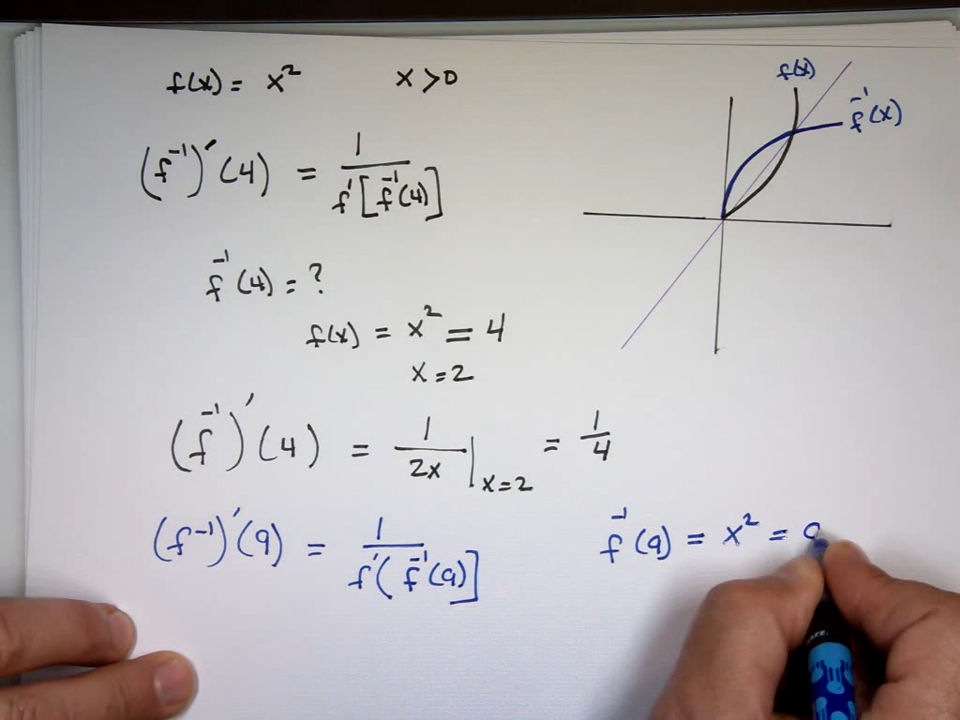 f(x) = x² x > 0
(f⁻¹)′(4) = 1 / f′[f⁻¹(4)]
f⁻¹(4) = ?
f(x) = x² = 4
x = 2
(f⁻¹)′(4) = 1 / 2x |ₓ₌₂ = 1/4
(f⁻¹)′(9) = 1 / f′(f⁻¹(9)] f⁻¹(9) = x² = 9
f(x)
f⁻¹(x)